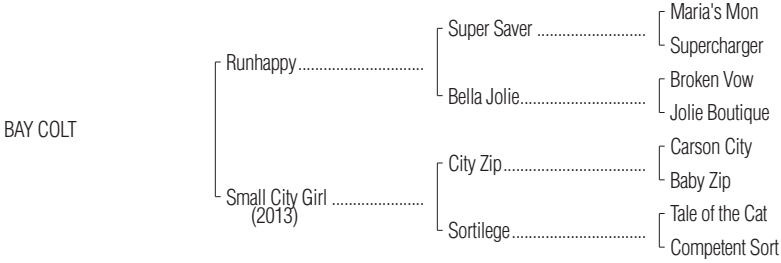 Maria's Mon
Super Saver ..........................
Supercharger
Runhappy..............................
Broken Vow
Bella Jolie..............................
Jolie Boutique
BAY COLT
Carson City
City Zip..................................
Baby Zip
Small City Girl ......................
(2013)
Tale of the Cat
Sortilege................................
Competent Sort